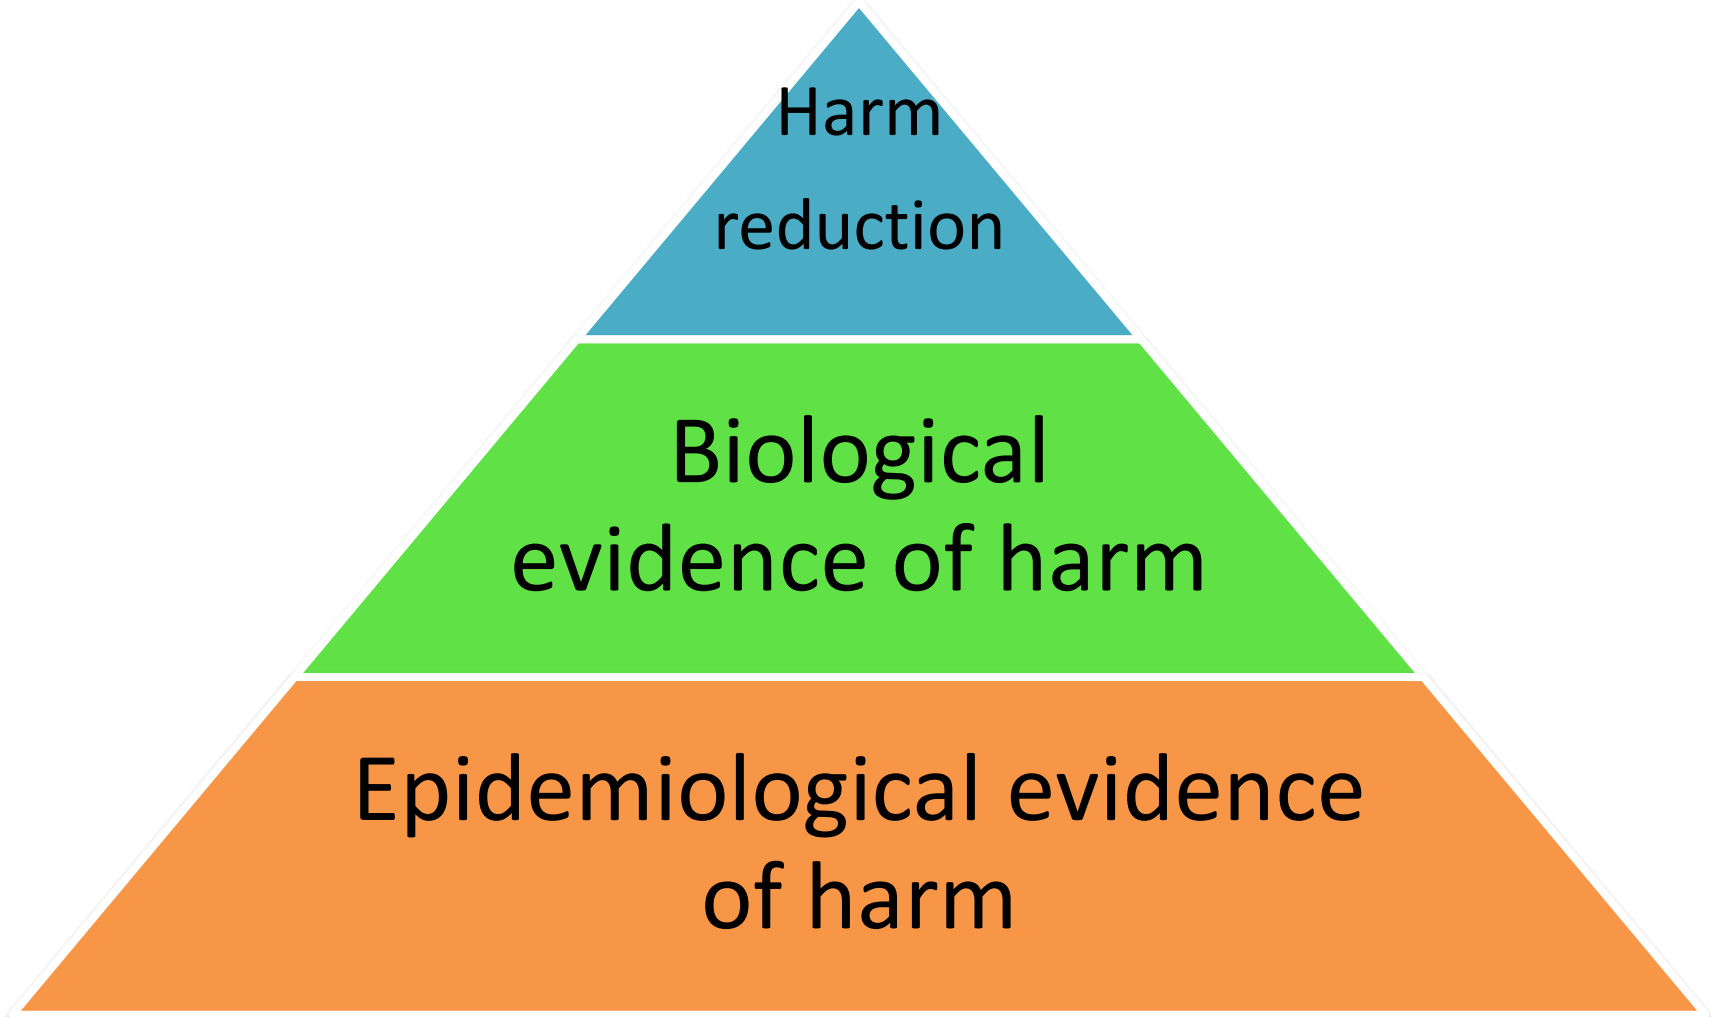 Harm
reduction
Biological
evidence of harm
Epidemiological evidence
of harm